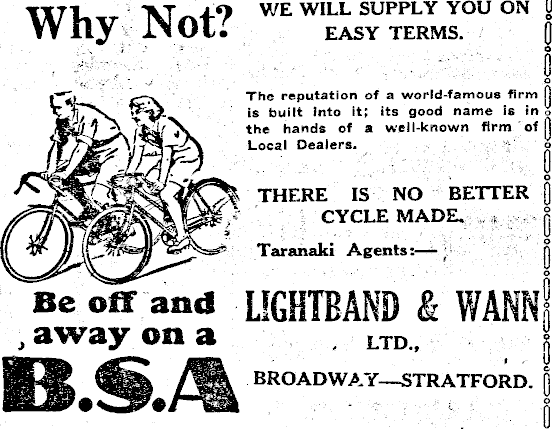 Why Not?
Be off and
away on a
B.S.A
WE WILL SUPPLY YOU ON
EASY TERMS.
The reputation of a world-famous firm
is built into it; its good name is in
the hands of a well-known firm of
Local Dealers.
THERE IS NO BETTER
CYCLE MADE.
Taranaki Agents:—
LIGHTBAND & WANN
LTD.,
BROADWAY—STRATFORD.